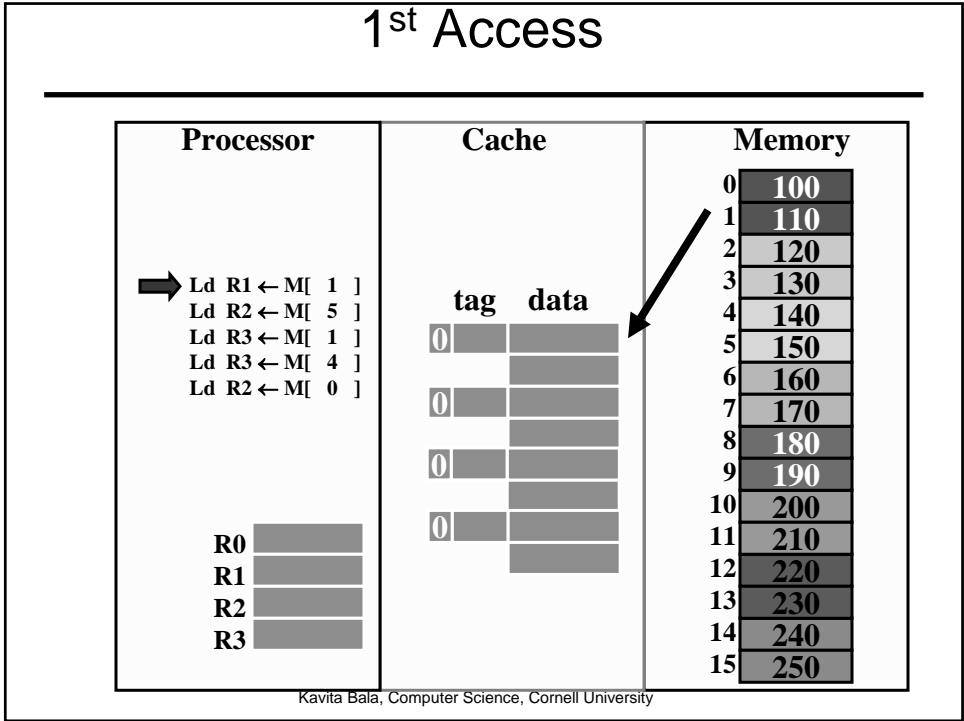 1st Access
Processor
Cache
Memory
Ld R1 ← M[ 1 ]
Ld R2 ← M[ 5 ]
Ld R3 ← M[ 1 ]
Ld R3 ← M[ 4 ]
Ld R2 ← M[ 0 ]
R0
R1
R2
R3
tag data
0
0
0
0
0 100
1 110
2 120
3 130
4 140
5 150
6 160
7 170
8 180
9 190
10 200
11 210
12 220
13 230
14 240
15 250
Kavita Bala, Computer Science, Cornell University